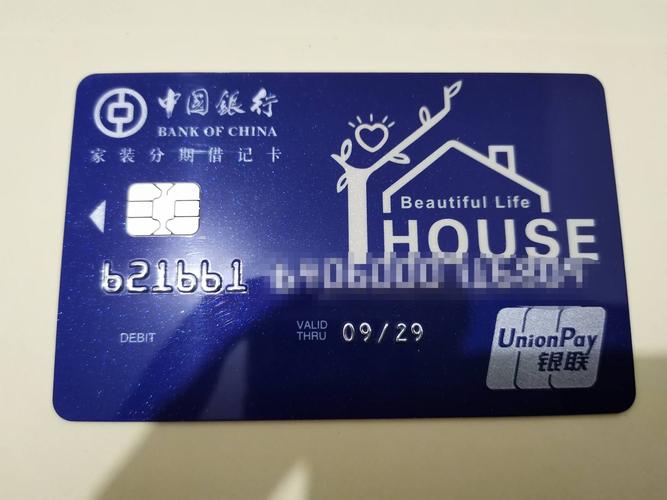 中国银行
BANK OF CHINA
家装分期借记卡
Beautiful Life
HOUSE
621661
DEBIT
VALID THRU 09/29
UnionPay
银联